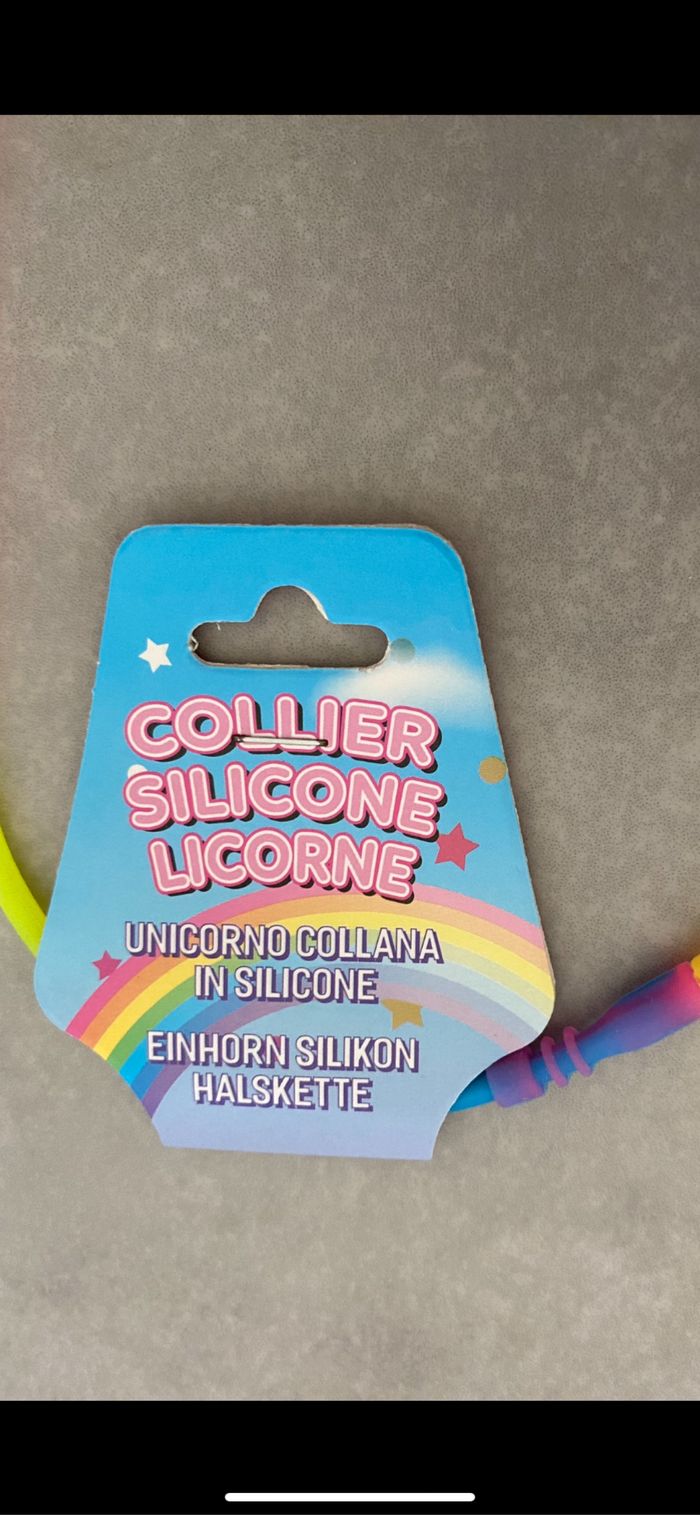 COLLIER
SILICONE
LICORNE
UNICORNO COLLANA
IN SILICONE
EINHORN SILIKON
HALSKETTE